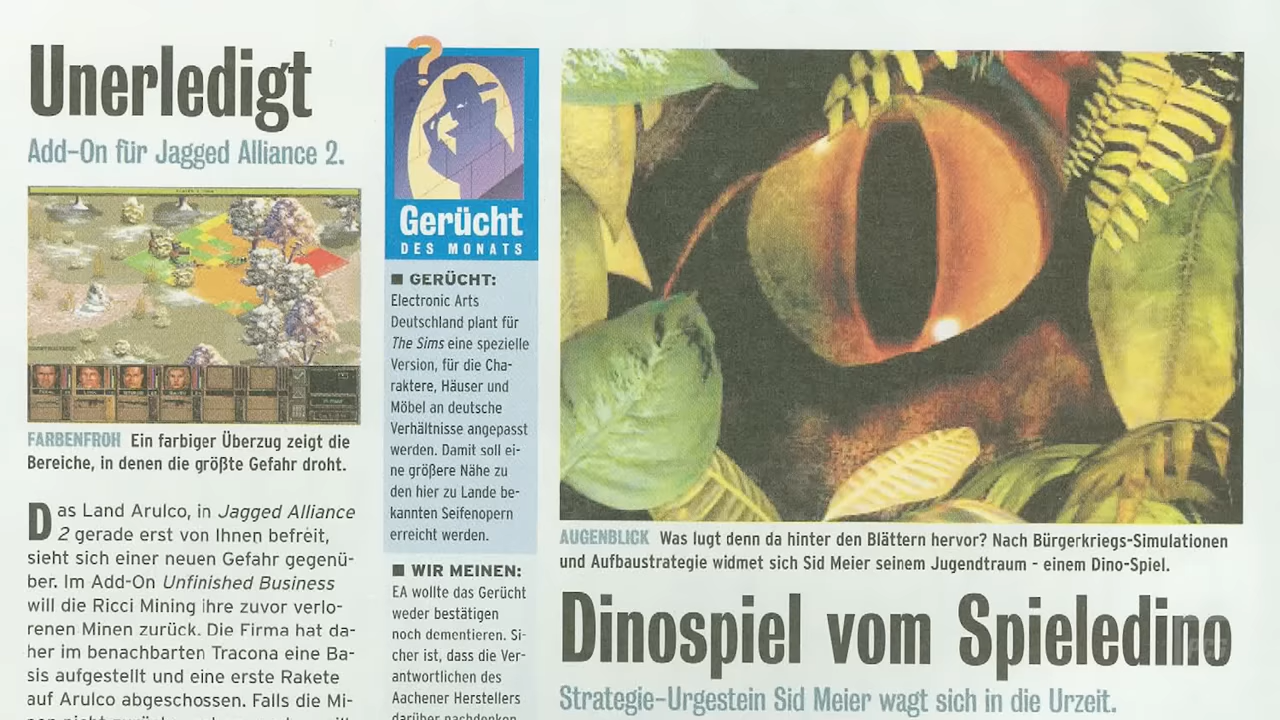 Unerledigt
Add-On für Jagged Alliance 2.
FARBENFROH Ein farbiger Überzug zeigt die
Bereiche, in denen die größte Gefahr droht.
Das Land Arulco, in Jagged Alliance
2 gerade erst von Ihnen befreit,
sieht sich einer neuen Gefahr gegenü-
ber. Im Add-On Unfinished Business
will die Ricci Mining ihre zuvor verlo-
renen Minen zurück. Die Firma hat da-
her im benachbarten Tracona eine Ba-
sis aufgestellt und eine erste Rakete
auf Arulco abgeschossen. Falls die Mi-
?
Gerücht
DES MONATS
■ GERÜCHT:
Electronic Arts
Deutschland plant für
The Sims eine spezielle
Version, für die Cha-
raktere, Häuser und
Möbel an deutsche
Verhältnisse angepasst
werden. Damit soll ei-
ne größere Nähe zu
den hier zu Lande be-
kannten Seifenopern
erreicht werden.
■ WIR MEINEN:
EA wollte das Gerücht
weder bestätigen
noch dementieren. Si-
cher ist, dass die Ver-
antwortlichen des
Aachener Herstellers
darüber nachdenken,
AUGENBLICK Was lugt denn da hinter den Blättern hervor? Nach Bürgerkriegs-Simulationen
und Aufbaustrategie widmet sich Sid Meier seinem Jugendtraum - einem Dino-Spiel.
Dinospiel vom Spieledino
PCG
Strategie-Urgestein Sid Meier wagt sich in die Urzeit.